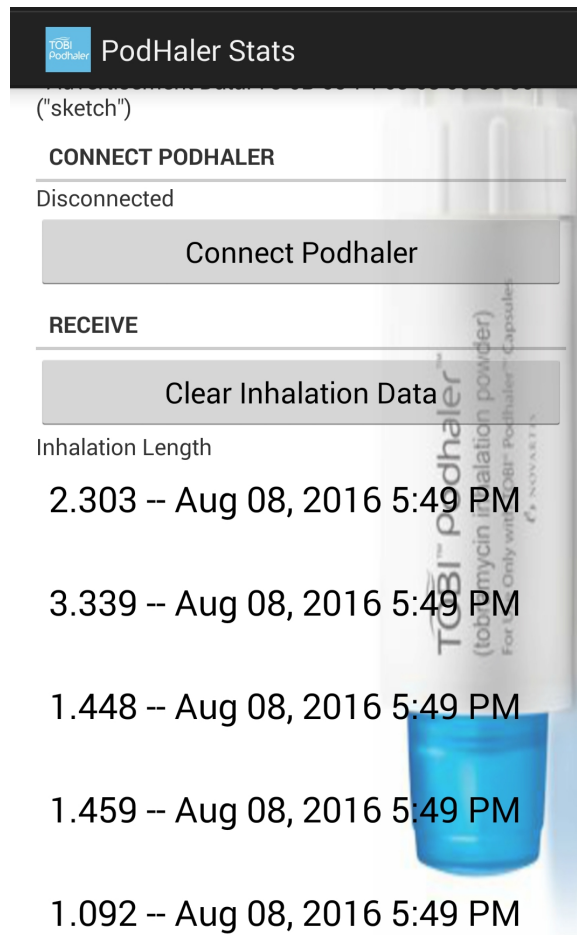 TOBI
Podhaler
PodHaler Stats
("sketch")
CONNECT PODHALER
Disconnected
Connect Podhaler
RECEIVE
Clear Inhalation Data
Inhalation Length
2.303 -- Aug 08, 2016 5:49 PM
3.339 -- Aug 08, 2016 5:49 PM
1.448 -- Aug 08, 2016 5:49 PM
1.459 -- Aug 08, 2016 5:49 PM
1.092 -- Aug 08, 2016 5:49 PM
TOBI™ Podhaler™
(tobramycin inhalation powder)
For Use Only with TOBI® Podhaler™ Capsules
NOVARTIS